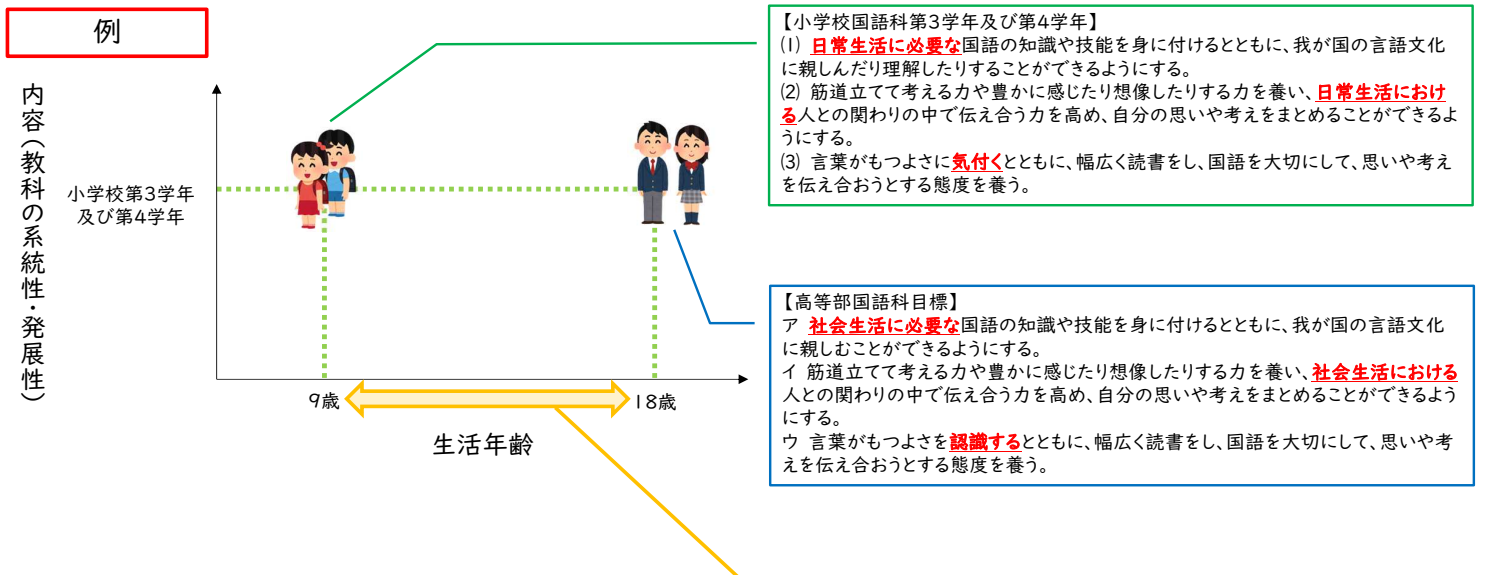 例
内容(教科の系統性・発展性)
小学校第3学年
及び第4学年
9歳
18歳
生活年齢
【小学校国語科第3学年及び第4学年】
(1) 日常生活に必要な国語の知識や技能を身に付けるとともに、我が国の言語文化
に親しんだり理解したりすることができるようにする。
(2) 筋道立てて考える力や豊かに感じたり想像したりする力を養い、日常生活におけ
る人との関わりの中で伝え合う力を高め、自分の思いや考えをまとめることができるよ
うにする。
(3) 言葉がもつよさに気付くとともに、幅広く読書をし、国語を大切にして、思いや考え
を伝え合おうとする態度を養う。
【高等部国語科目標】
ア 社会生活に必要な国語の知識や技能を身に付けるとともに、我が国の言語文化
に親しむことができるようにする。
イ 筋道立てて考える力や豊かに感じたり想像したりする力を養い、社会生活における
人との関わりの中で伝え合う力を高め、自分の思いや考えをまとめることができるよう
にする。
ウ 言葉がもつよさを認識するとともに、幅広く読書をし、国語を大切にして、思いや考
えを伝え合おうとする態度を養う。